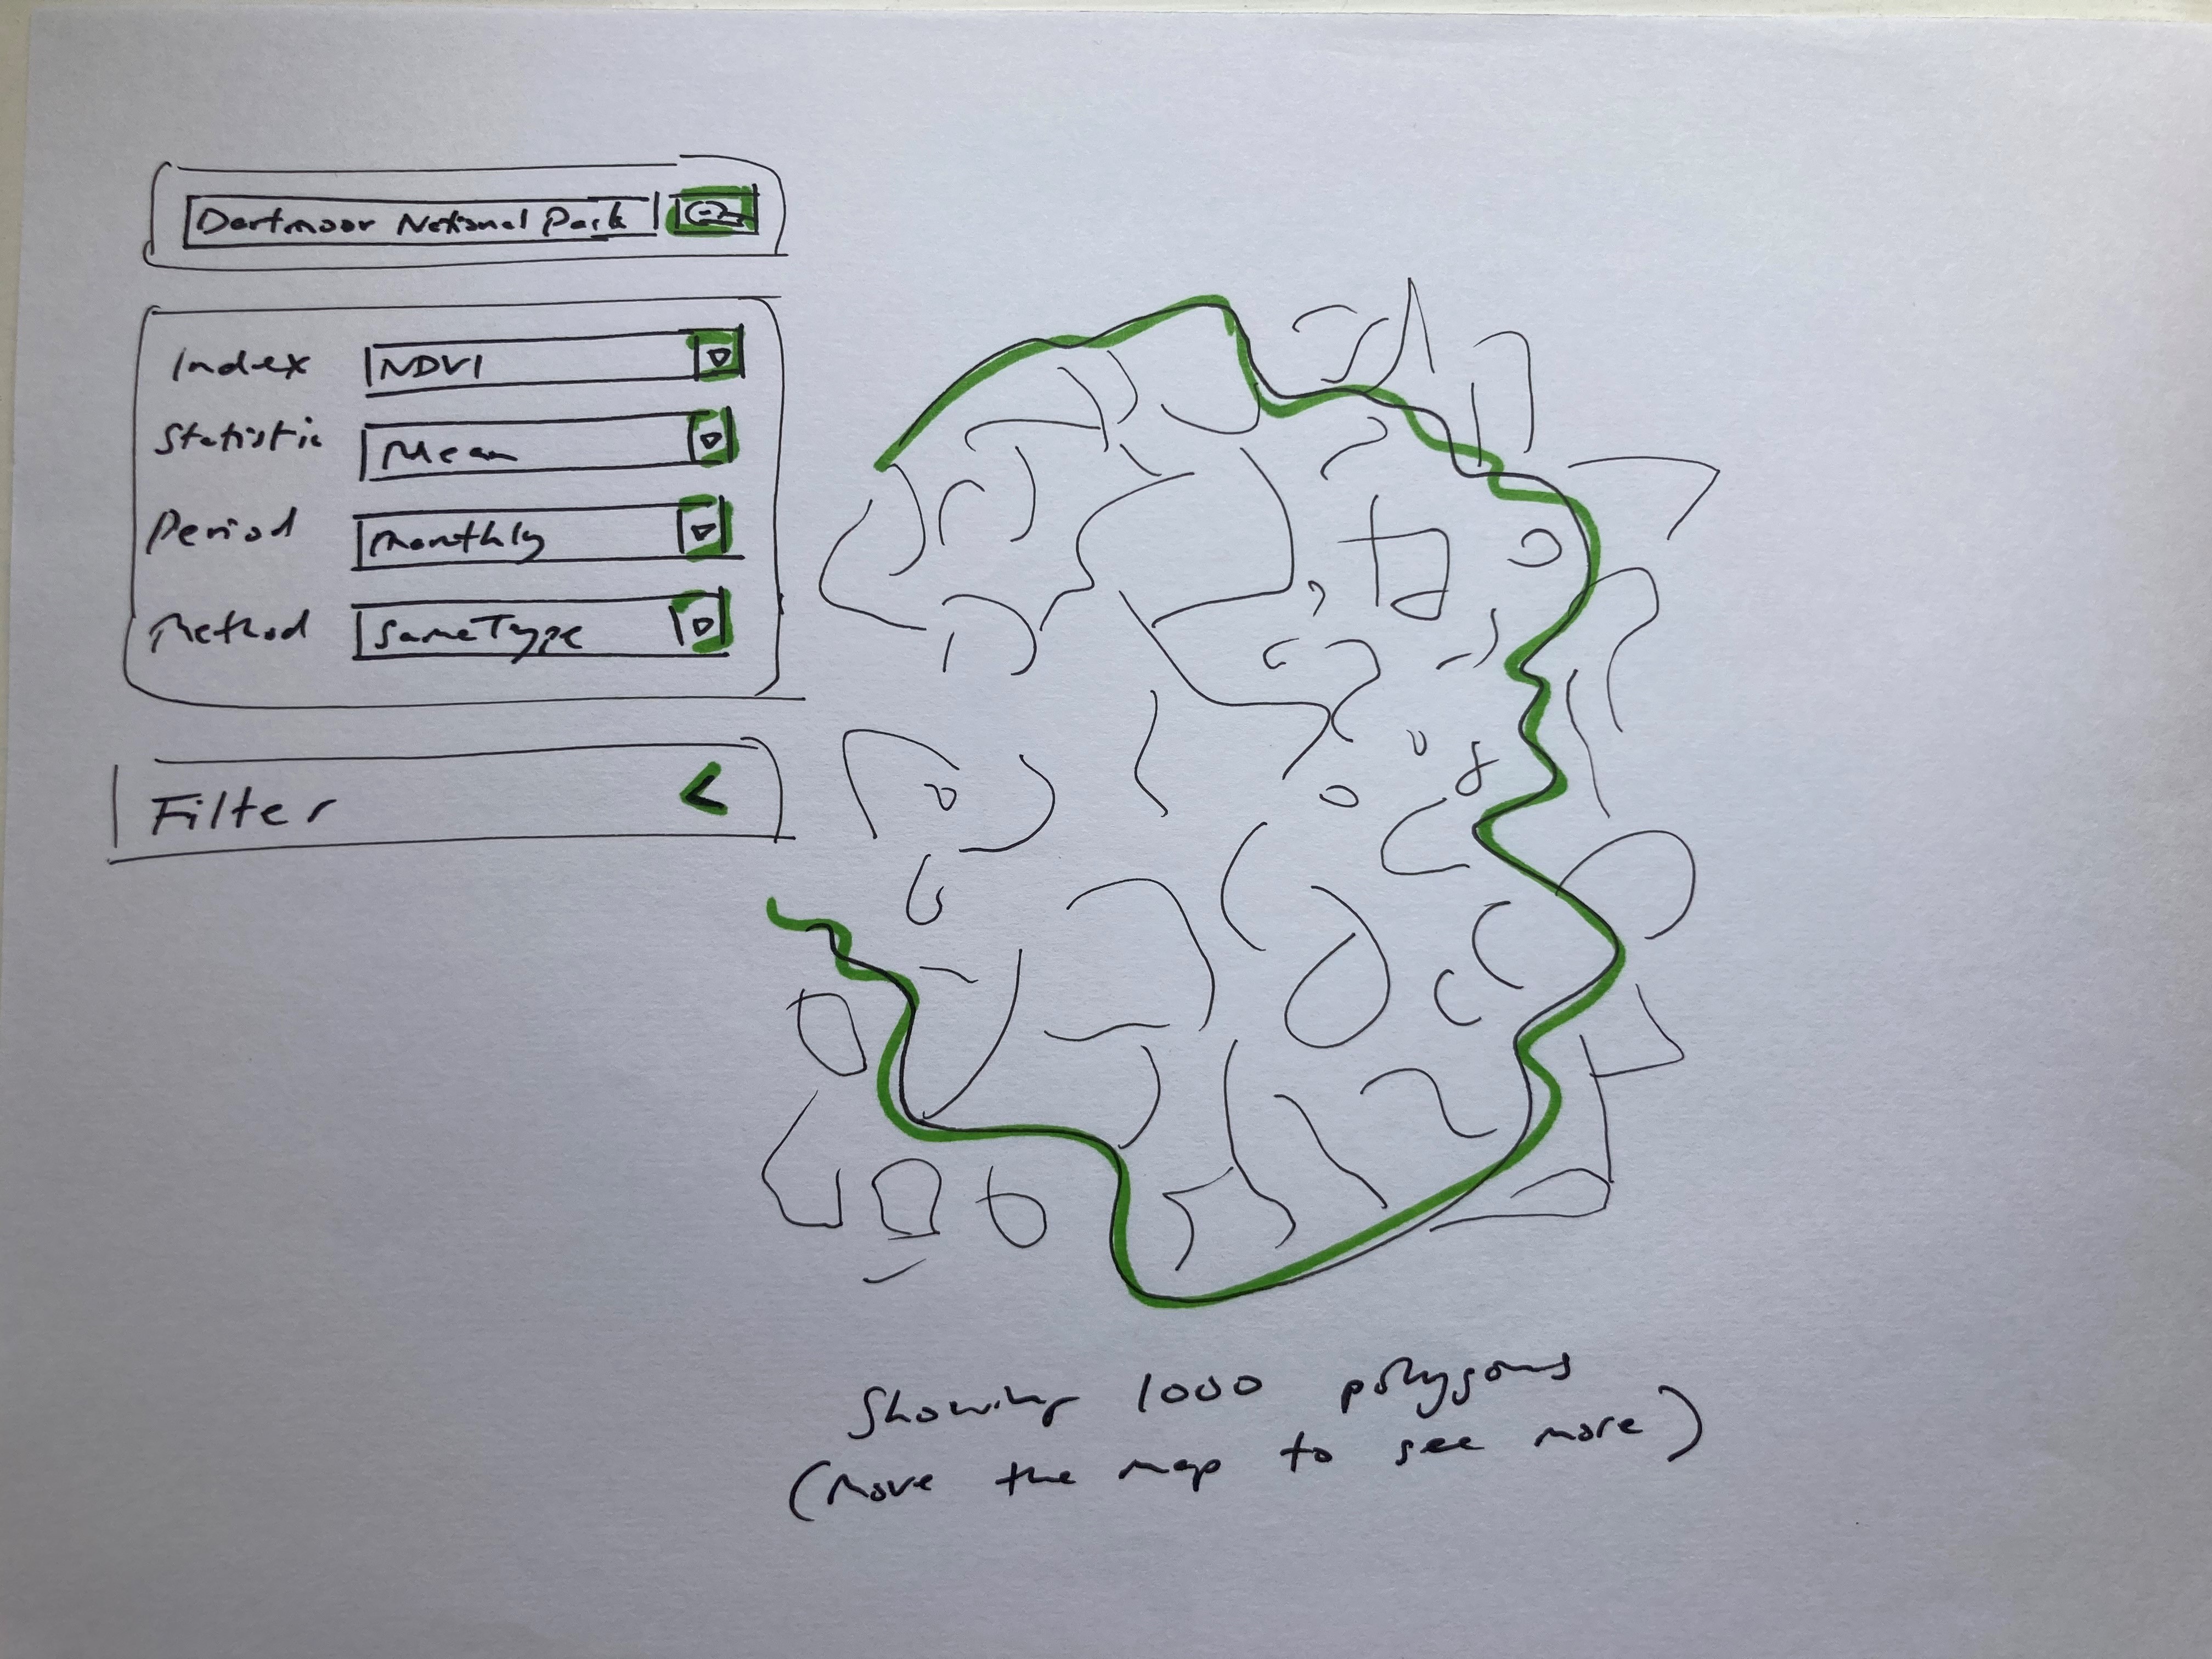 Dartmoor National Park
Index NDVI
Statistic Mean
Period monthly
Method SameType
Filter <
Showing 1000 polygons
(Move the map to see more)